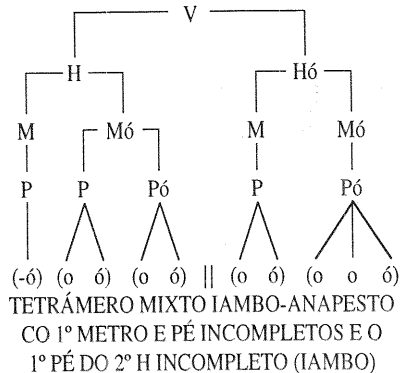 V
H Hó
M Mó M Mó
P P Pó P Pó
(-ó) (o ó) (o ó) || (o ó) (o o ó)
TETRÁMERO MIXTO IAMBO-ANAPESTO
CO 1º METRO E PÉ INCOMPLETOS E O
1º PÉ DO 2º H INCOMPLETO (IAMBO)